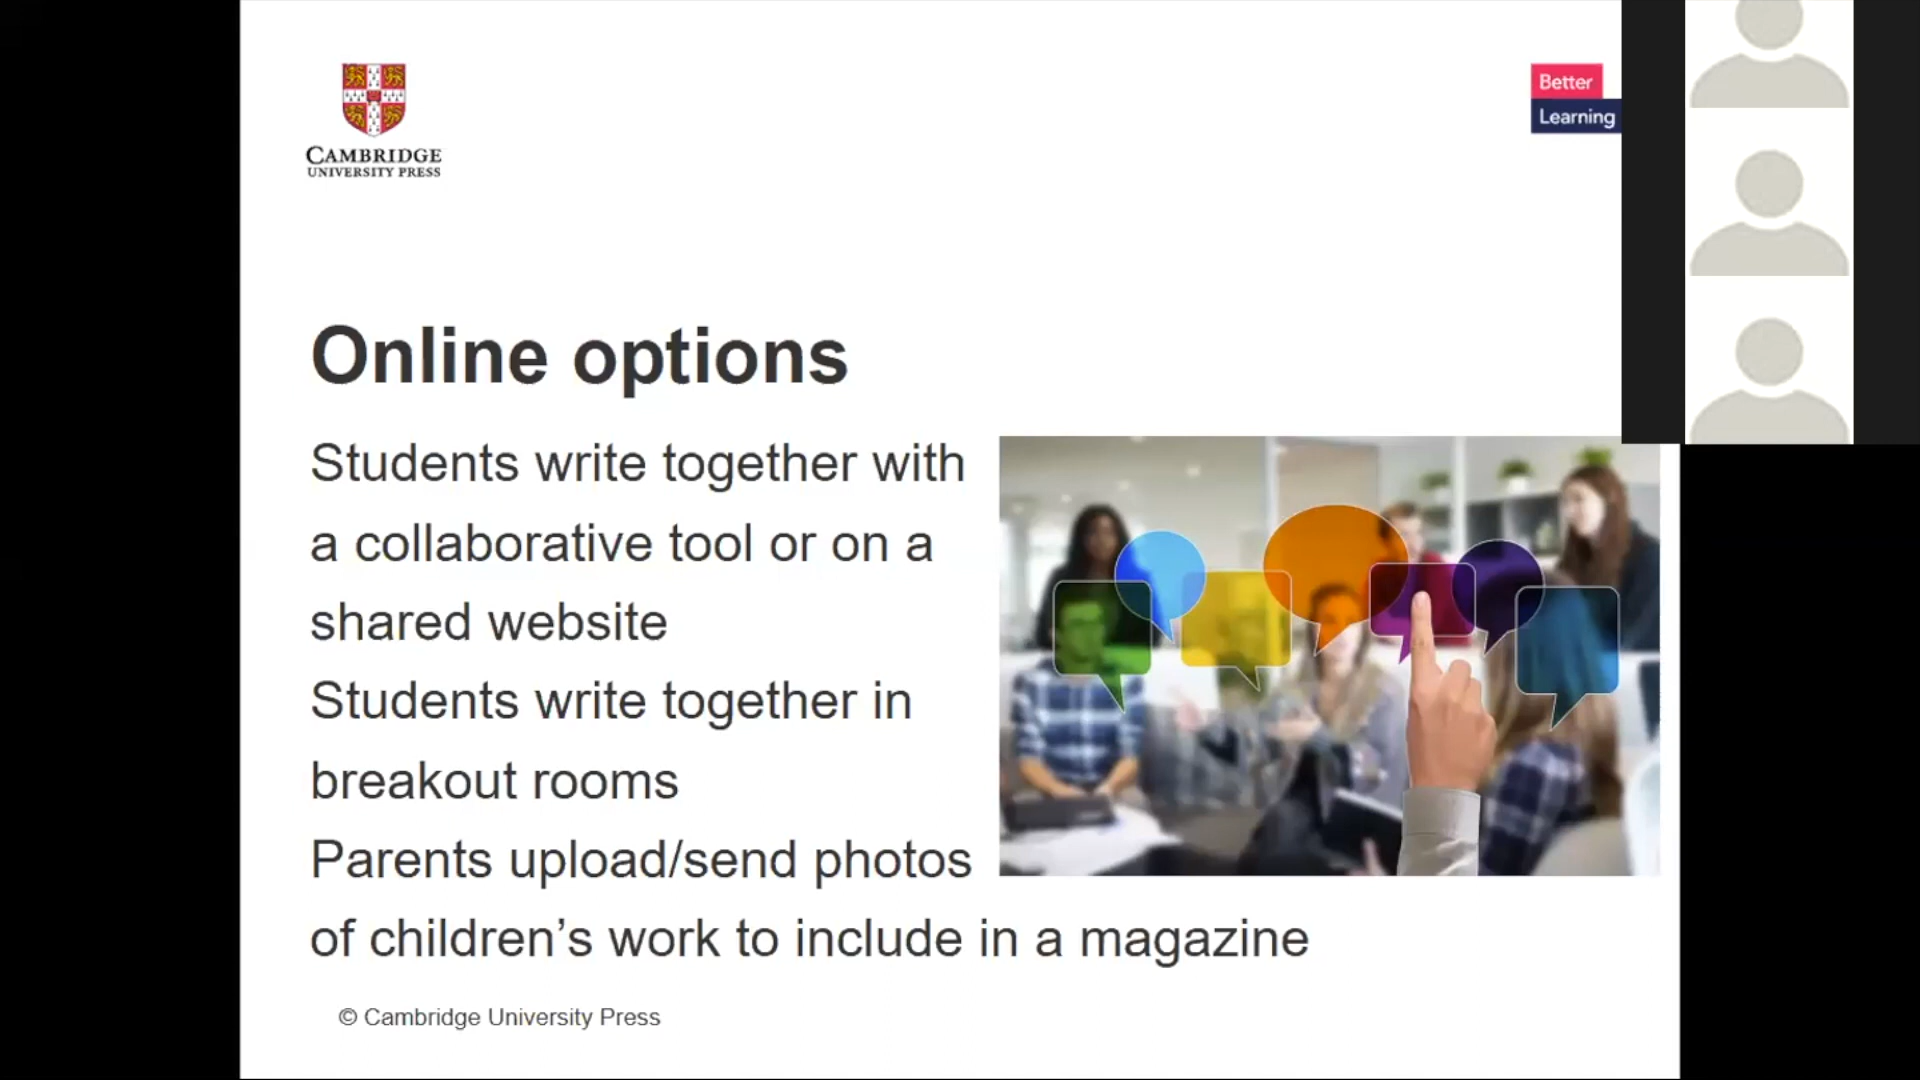 CAMBRIDGE
UNIVERSITY PRESS
Better
Learning
Online options
Students write together with
a collaborative tool or on a
shared website
Students write together in
breakout rooms
Parents upload/send photos
of children’s work to include in a magazine
© Cambridge University Press